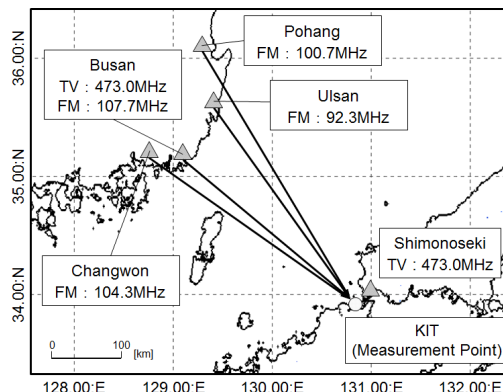 Pohang
FM : 100.7MHz
Busan
TV : 473.0MHz
FM : 107.7MHz
Ulsan
FM : 92.3MHz
Shimonoseki
TV : 473.0MHz
Changwon
FM : 104.3MHz
KIT
(Measurement Point)
0 100
[km]
36.00'N
35.00'N
34.00'N
128.00'E 129.00'E 130.00'E 131.00'E 132.00'E